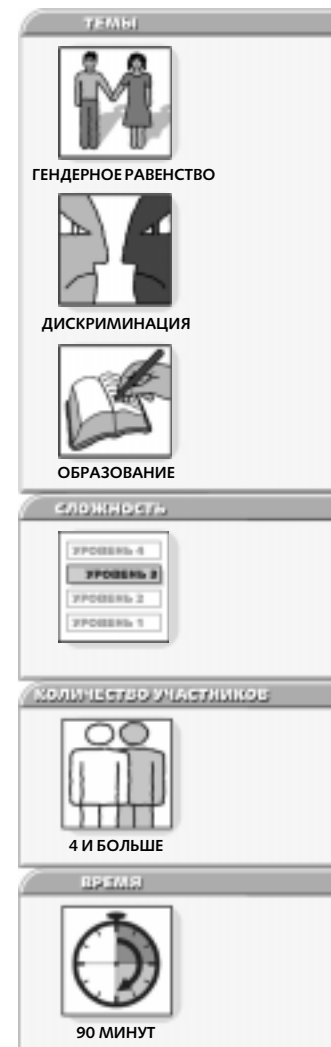 ТЕМЫ
ГЕНДЕРНОЕ РАВЕНСТВО
ДИСКРИМИНАЦИЯ
ОБРАЗОВАНИЕ
СЛОЖНОСТЬ
УРОВЕНЬ 4
УРОВЕНЬ 3
УРОВЕНЬ 2
УРОВЕНЬ 1
КОЛИЧЕСТВО УЧАСТНИКОВ
4 И БОЛЬШЕ
ВРЕМЯ
90 МИНУТ